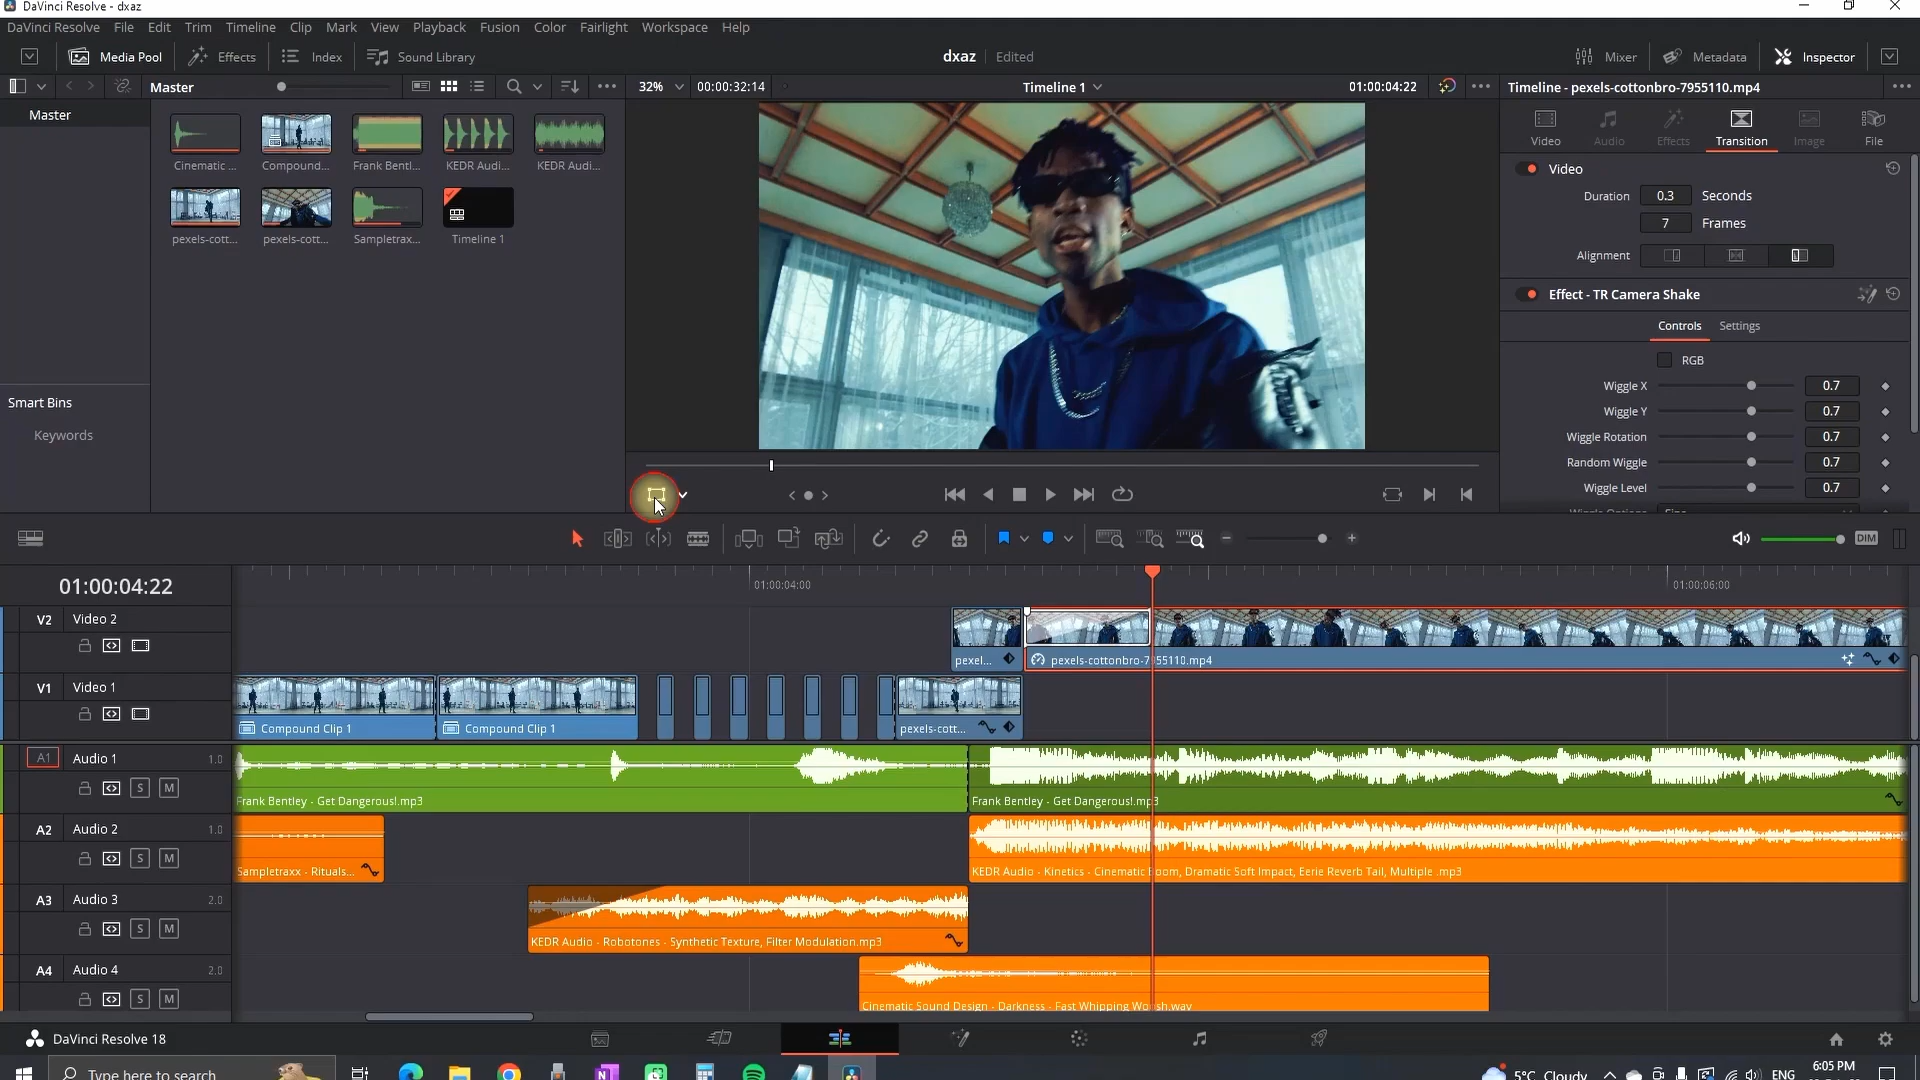 DaVinci Resolve - dxaz
DaVinci Resolve File Edit Trim Timeline Clip Mark View Playback Fusion Color Fairlight Workspace Help
Media Pool Effects Index Sound Library dxaz Edited Mixer Metadata Inspector
Master 32% 00:00:32:14 Timeline 1 01:00:04:22 Timeline - pexels-cottonbro-7955110.mp4
Master
Cinematic ... Compound... Frank Bentl... KEDR Audi... KEDR Audi...
pexels-cott... pexels-cott... Sampletrax... Timeline 1
Smart Bins
Keywords
Video Audio Effects Transition Image File
Video
Duration 0.3 Seconds
7 Frames
Alignment
Effect - TR Camera Shake
Controls Settings
RGB
Wiggle X 0.7
Wiggle Y 0.7
Wiggle Rotation 0.7
Random Wiggle 0.7
Wiggle Level 0.7
DIM
01:00:04:22 01:00:04:00 01:00:06:00
V2 Video 2
pexel... pexels-cottonbro-7955110.mp4
V1 Video 1
Compound Clip 1 Compound Clip 1 pexels-cott...
A1 Audio 1 1.0
S M
Frank Bentley - Get Dangerous!.mp3 Frank Bentley - Get Dangerous!.mp3
A2 Audio 2 1.0
S M
Sampletraxx - Rituals... KEDR Audio - Kinetics - Cinematic Boom, Dramatic Soft Impact, Eerie Reverb Tail, Multiple .mp3
A3 Audio 3 2.0
S M
KEDR Audio - Robotones - Synthetic Texture, Filter Modulation.mp3
A4 Audio 4 2.0
S M
Cinematic Sound Design - Darkness - Fast Whipping Worsh.wav
DaVinci Resolve 18
Type here to search 5°C Cloudy ENG 6:05 PM